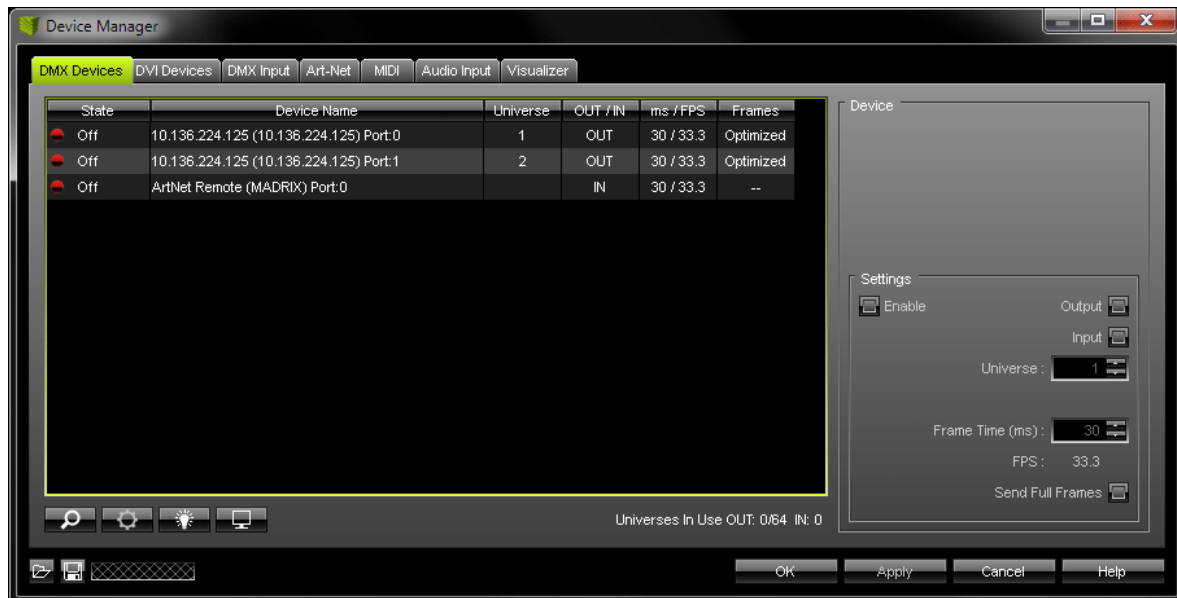 Device Manager
DMX Devices DVI Devices DMX Input Art-Net MIDI Audio Input Visualizer
State Device Name Universe OUT / IN ms / FPS Frames
Off 10.136.224.125 (10.136.224.125) Port:0 1 OUT 30 / 33.3 Optimized
Off 10.136.224.125 (10.136.224.125) Port:1 2 OUT 30 / 33.3 Optimized
Off ArtNet Remote (MADRIX) Port:0 IN 30 / 33.3 --
Universes In Use OUT: 0/64 IN: 0
Device
Settings
Enable Output
Input
Universe : 1
Frame Time (ms) : 30
FPS : 33.3
Send Full Frames
OK Apply Cancel Help